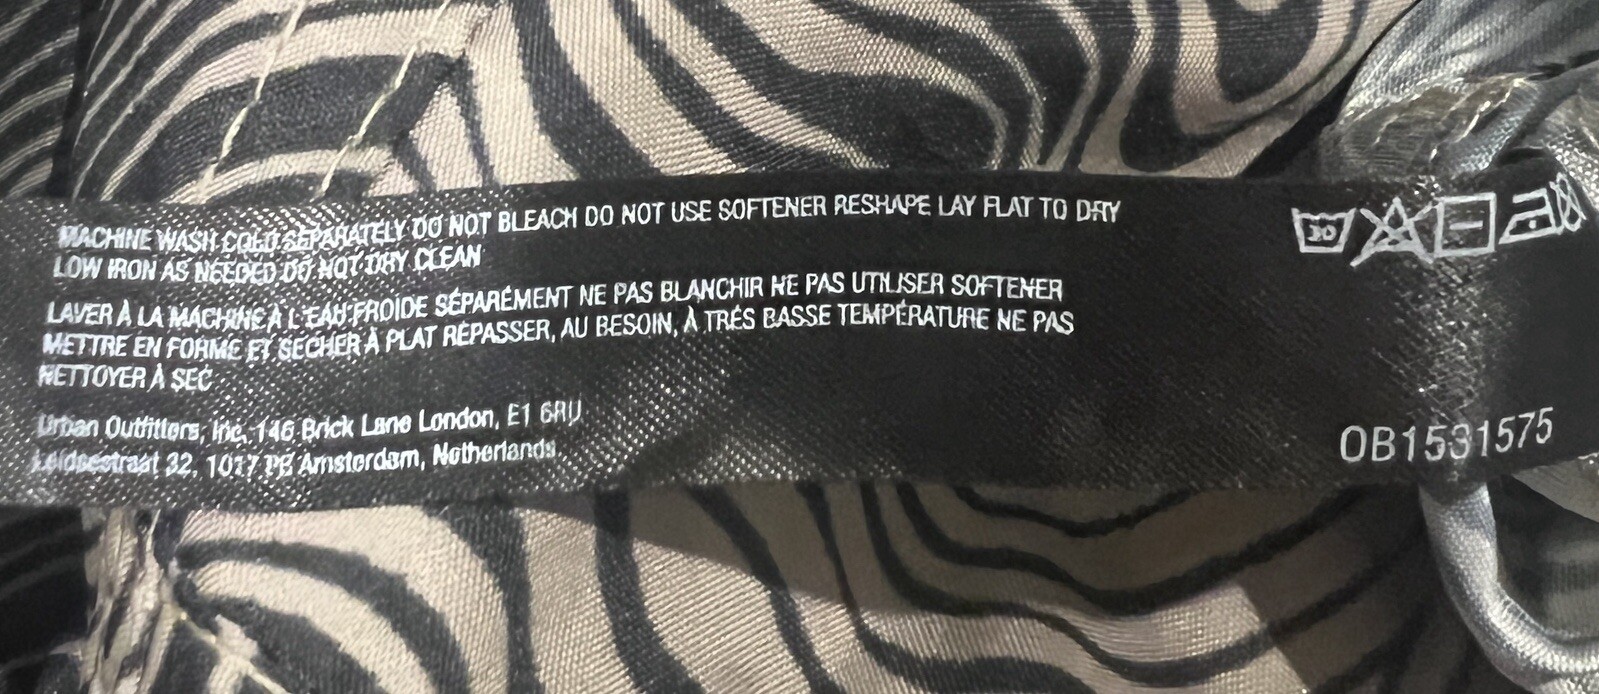 MACHINE WASH COLD SEPARATELY DO NOT BLEACH DO NOT USE SOFTENER RESHAPE LAY FLAT TO DRY
LOW IRON AS NEEDED DO NOT DRY CLEAN
LAVER À LA MACHINE À L'EAU FROIDE SÉPARÉMENT NE PAS BLANCHIR NE PAS UTILISER SOFTENER
METTRE EN FORME ET SÉCHER À PLAT RÉPASSER, AU BESOIN, À TRÉS BASSE TEMPÉRATURE NE PAS
NETTOYER À SEC
Urban Outfitters, Inc, 146 Brick Lane London, E1 6RU
Leidsestraat 32, 1017 PB Amsterdam, Netherlands.
30
OB1531575